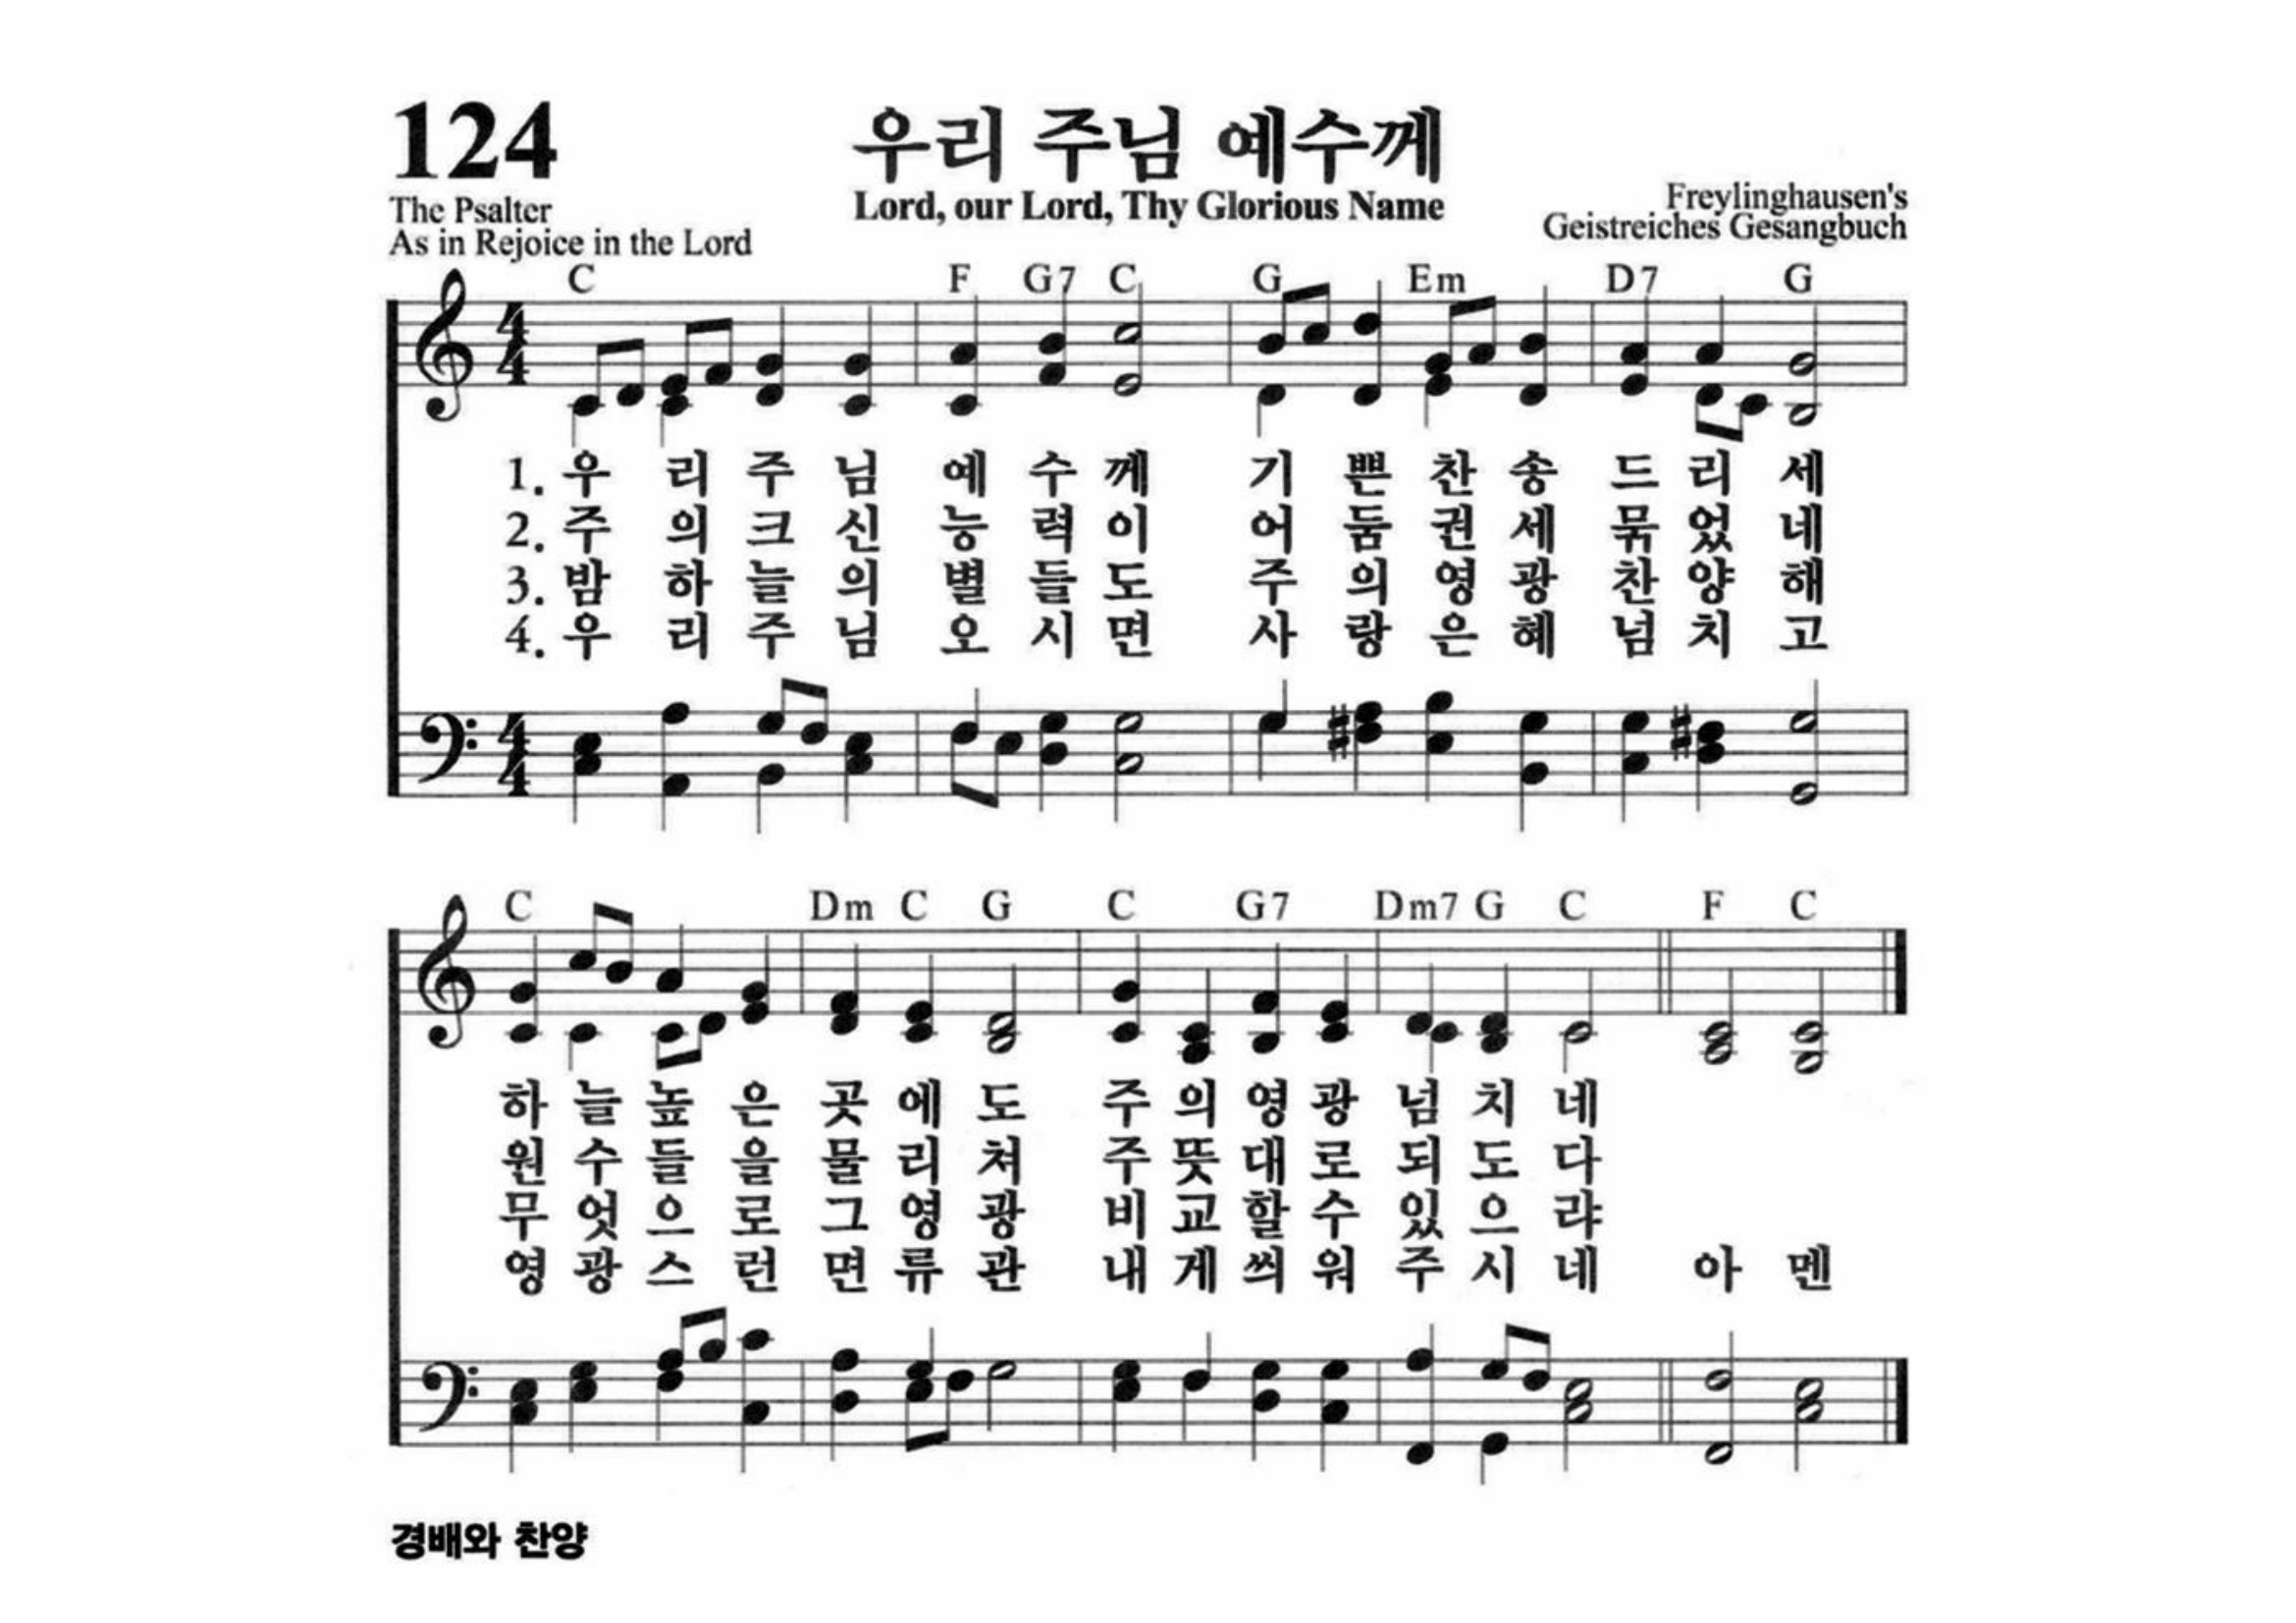 124
우리 주님 예수께
The Psalter
As in Rejoice in the Lord
Lord, our Lord, Thy Glorious Name
Freylinghausen's
Geistreiches Gesangbuch
C F G7 C G Em D7 G
4 4
1. 우 리 주 님 예 수 께 기 쁜 찬 송 드 리 세
2. 주 의 크 신 능 력 이 어 둠 권 세 묶 었 네
3. 밤 하 늘 의 별 들 도 주 의 영 광 찬 양 해
4. 우 리 주 님 오 시 면 사 랑 은 혜 넘 치 고
4 4
C Dm C G C G7 Dm7 G C F C
하 늘 높 은 곳 에 도 주 의 영 광 넘 치 네
원 수 들 을 물 리 쳐 주 뜻 대 로 되 도 다
무 엇 으 로 그 영 광 비 교 할 수 있 으 랴
영 광 스 런 면 류 관 내 게 씌 워 주 시 네 아 멘
경배와 찬양